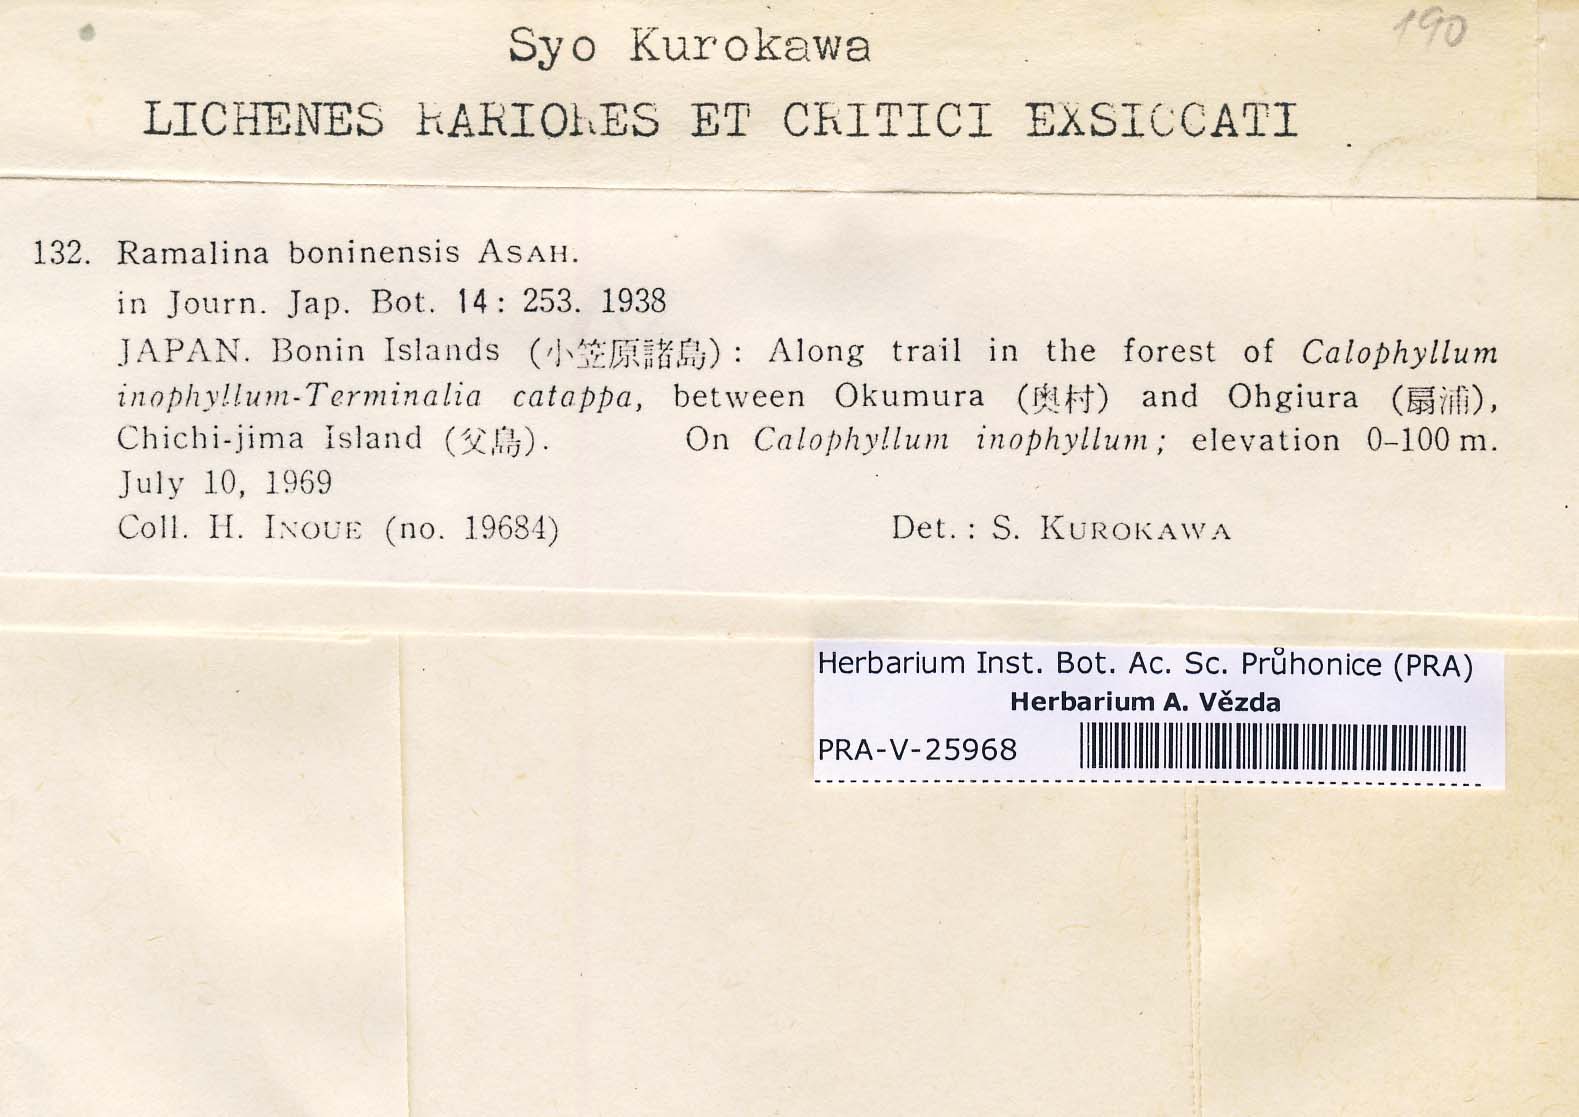 190
Syo Kurokawa
LICHENES RARIORES ET CRITICI EXSICCATI
132. Ramalina boninensis ASAH.
in Journ. Jap. Bot. 14: 253. 1938
JAPAN. Bonin Islands (小笠原諸島): Along trail in the forest of Calophyllum
inophyllum-Terminalia catappa, between Okumura (奥村) and Ohgiura (扇浦),
Chichi-jima Island (父島). On Calophyllum inophyllum; elevation 0–100 m.
July 10, 1969
Coll. H. INOUE (no. 19684) Det.: S. KUROKAWA
Herbarium Inst. Bot. Ac. Sc. Průhonice (PRA)
Herbarium A. Vězda
PRA-V-25968